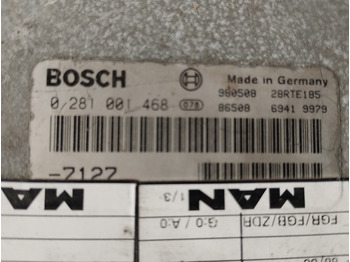 BOSCH
Made in Germany
980508 28RTE185
0 281 001 468 078
86508 6941 9979
-7127
MAN
1/3
MAN
G:0 / A:0
FGR/FGB/ZDR